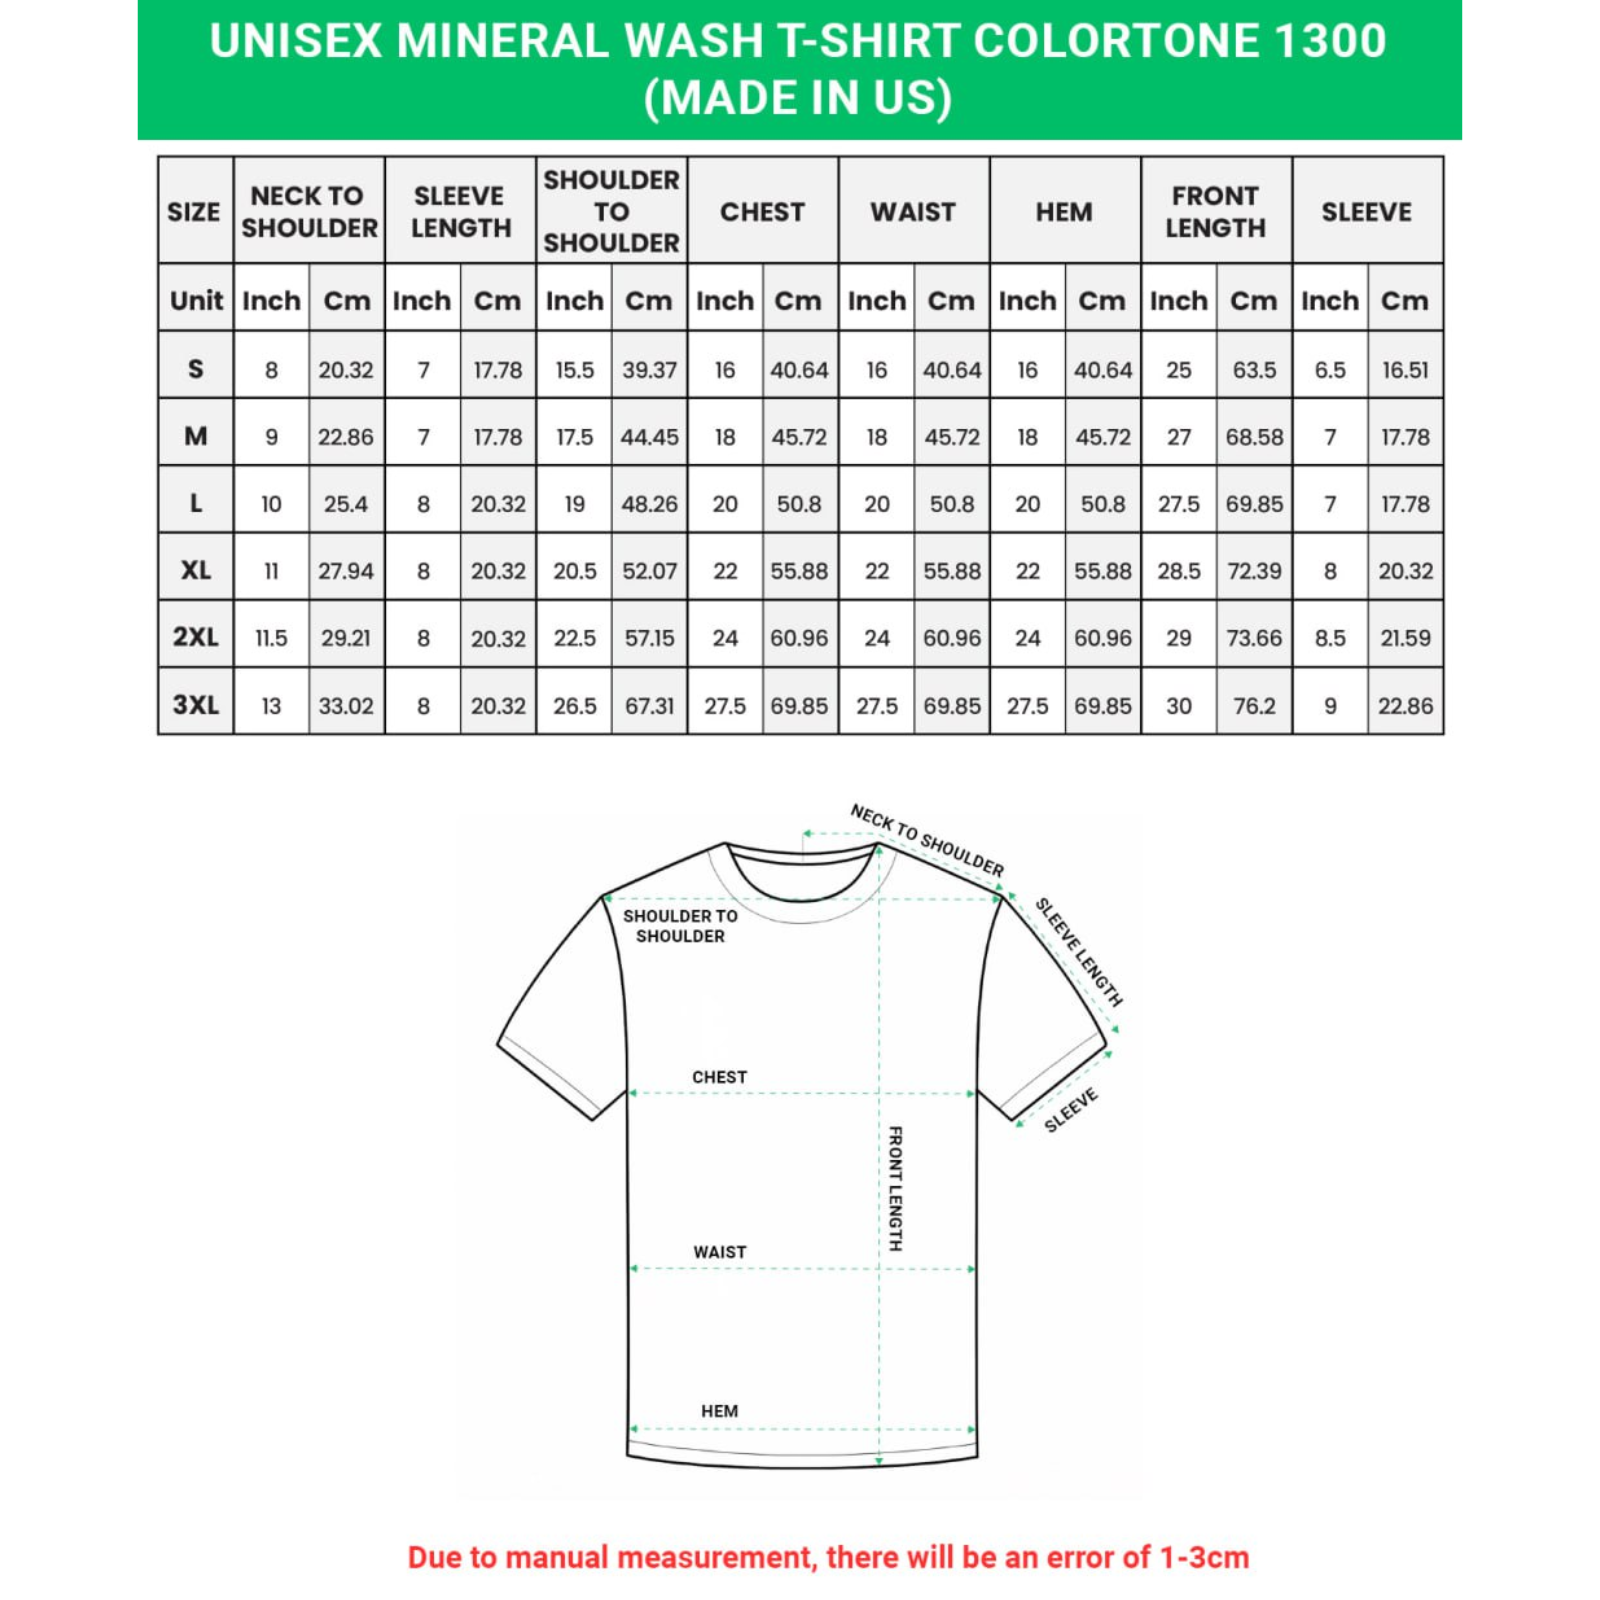 UNISEX MINERAL WASH T-SHIRT COLORTONE 1300
(MADE IN US)
SIZE NECK TO SHOULDER SLEEVE LENGTH SHOULDER TO SHOULDER CHEST WAIST HEM FRONT LENGTH SLEEVE
Unit Inch Cm Inch Cm Inch Cm Inch Cm Inch Cm Inch Cm Inch Cm Inch Cm
S 8 20.32 7 17.78 15.5 39.37 16 40.64 16 40.64 16 40.64 25 63.5 6.5 16.51
M 9 22.86 7 17.78 17.5 44.45 18 45.72 18 45.72 18 45.72 27 68.58 7 17.78
L 10 25.4 8 20.32 19 48.26 20 50.8 20 50.8 20 50.8 27.5 69.85 7 17.78
XL 11 27.94 8 20.32 20.5 52.07 22 55.88 22 55.88 22 55.88 28.5 72.39 8 20.32
2XL 11.5 29.21 8 20.32 22.5 57.15 24 60.96 24 60.96 24 60.96 29 73.66 8.5 21.59
3XL 13 33.02 8 20.32 26.5 67.31 27.5 69.85 27.5 69.85 27.5 69.85 30 76.2 9 22.86
NECK TO SHOULDER
SHOULDER TO
SHOULDER
SLEEVE LENGTH
CHEST
SLEEVE
FRONT LENGTH
WAIST
HEM
Due to manual measurement, there will be an error of 1-3cm